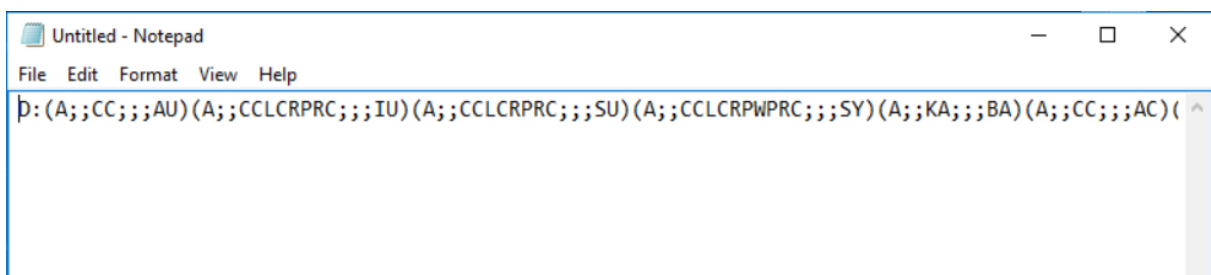 Untitled - Notepad
File Edit Format View Help
D:(A;;CC;;;AU)(A;;CCLCRPRC;;;IU)(A;;CCLCRPRC;;;SU)(A;;CCLCRPWPRC;;;SY)(A;;KA;;;BA)(A;;CC;;;AC)(